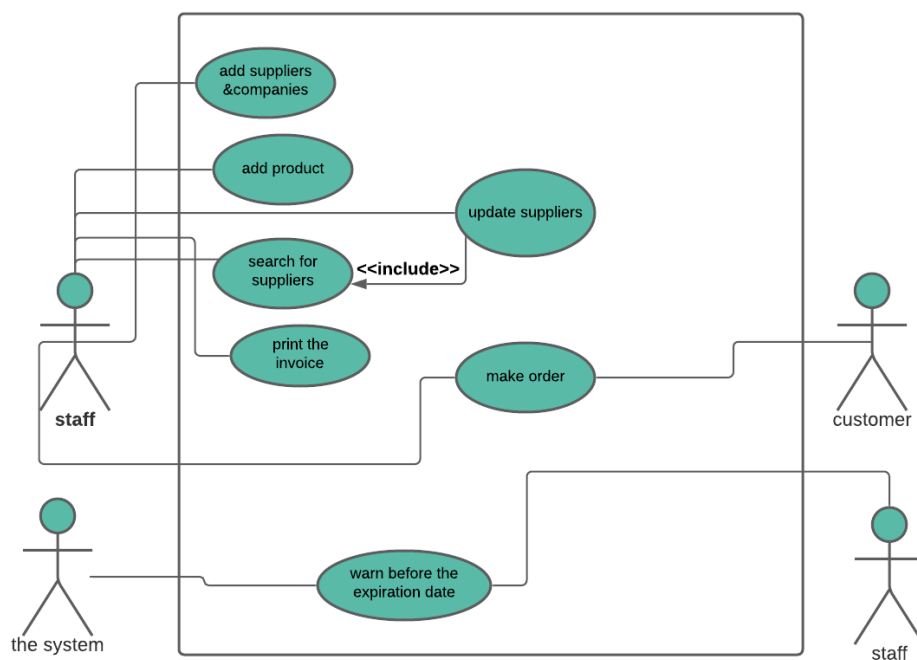 add suppliers
&companies
add product
update suppliers
search for
suppliers
<<include>>
print the
invoice
make order
staff
customer
warn before the
expiration date
the system
staff